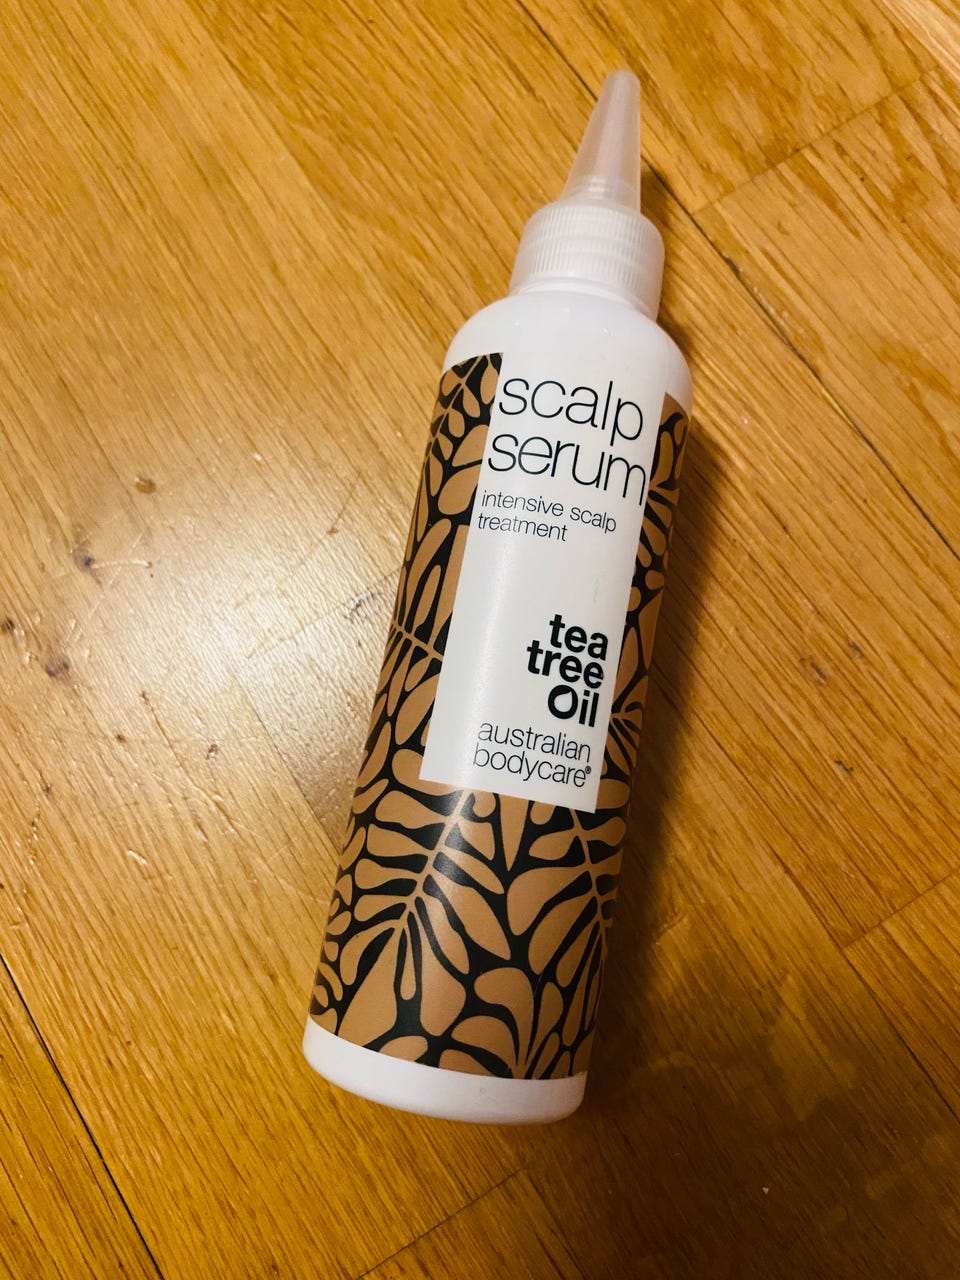 scalp
serum
intensive scalp
treatment
tea
tree
Oil
australian
bodycare®